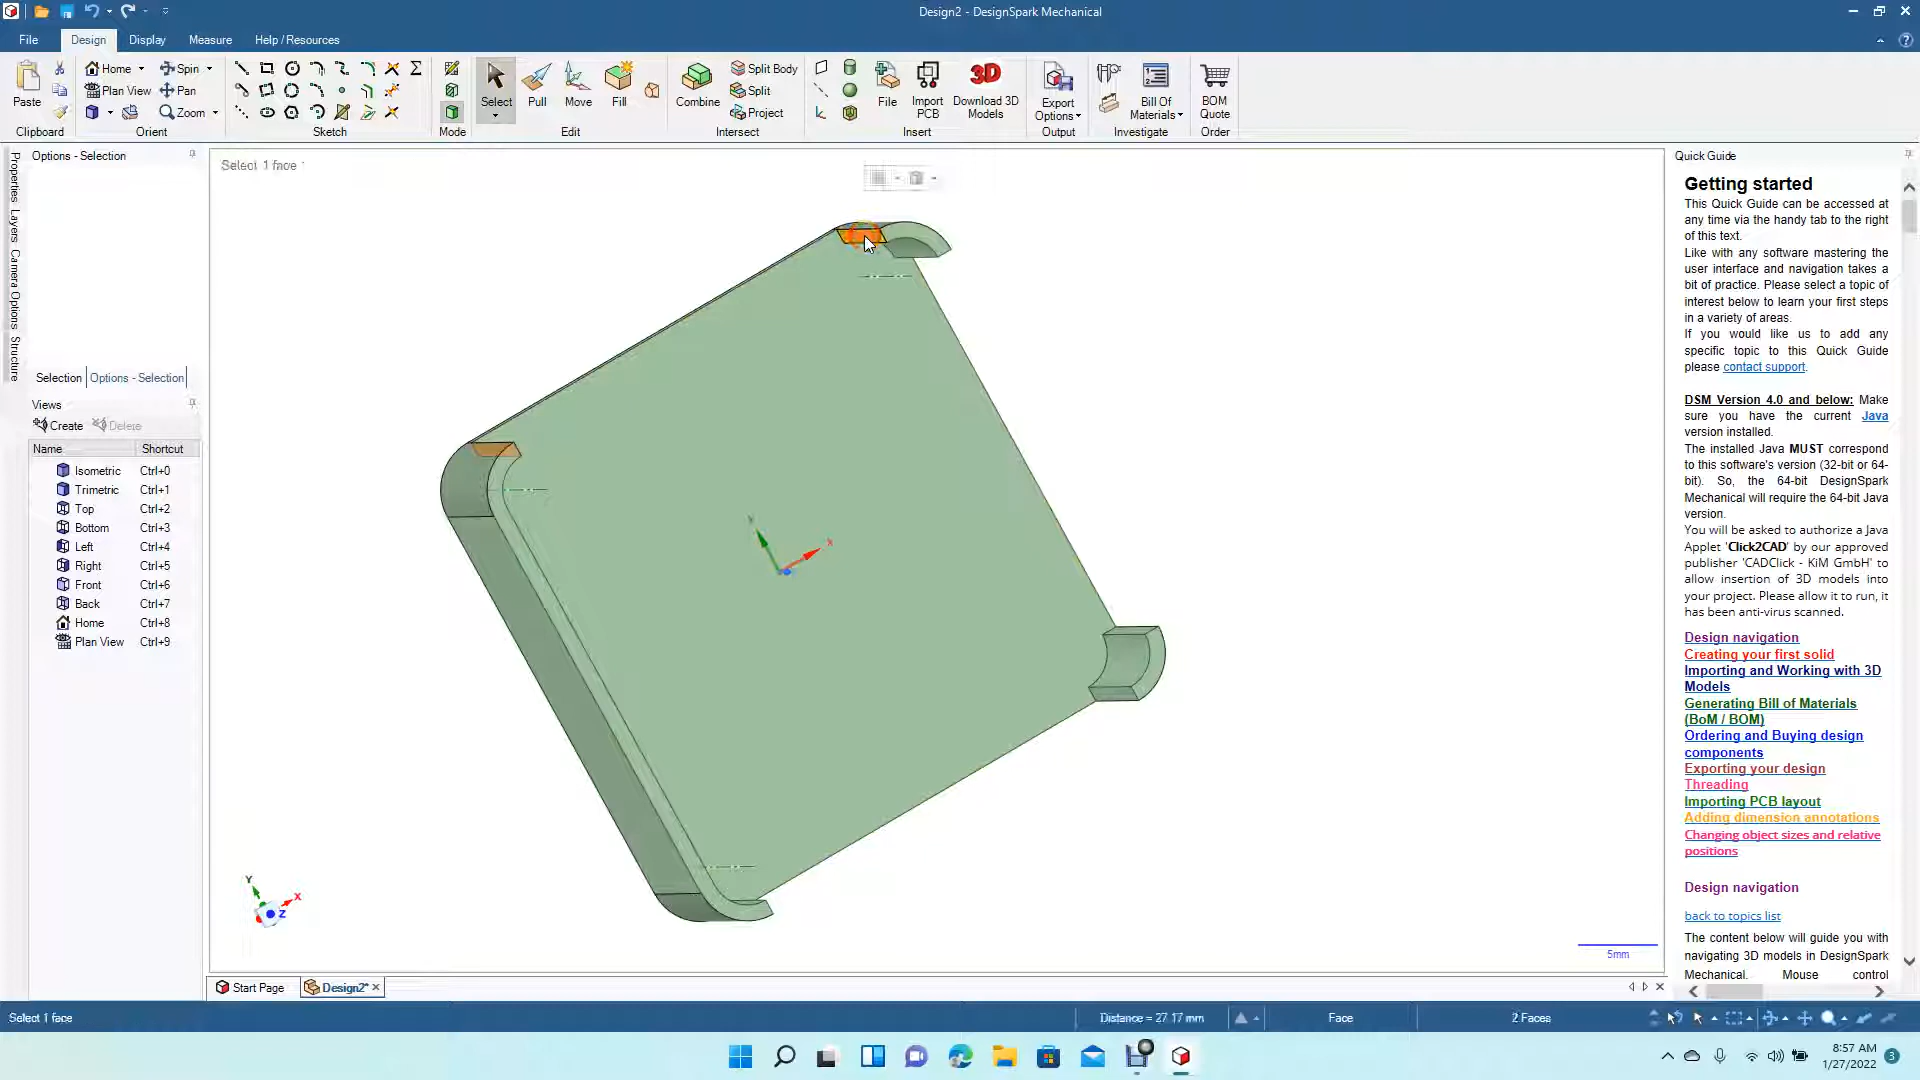 Design2 - DesignSpark Mechanical
File
Design
Display
Measure
Help / Resources
Paste
Clipboard
Home
Spin
Plan View
Pan
Zoom
Orient
Sketch
Mode
Select
Pull
Move
Fill
Edit
Combine
Split Body
Split
Project
Intersect
File
Import PCB
3D
Download 3D Models
Insert
Export Options
Output
Bill Of Materials
Investigate
BOM Quote
Order
Properties
Layers
Camera Options
Structure
Options - Selection
Selection
Options - Selection
Views
Create
Delete
Name Shortcut
Isometric Ctrl+0
Trimetric Ctrl+1
Top Ctrl+2
Bottom Ctrl+3
Left Ctrl+4
Right Ctrl+5
Front Ctrl+6
Back Ctrl+7
Home Ctrl+8
Plan View Ctrl+9
Select 1 face
X
Y
X
Z
5mm
Quick Guide
Getting started
This Quick Guide can be accessed at
any time via the handy tab to the right
of this text.
Like with any software mastering the
user interface and navigation takes a
bit of practice. Please select a topic of
interest below to learn your first steps
in a variety of areas.
If you would like us to add any
specific topic to this Quick Guide
please contact support.
DSM Version 4.0 and below: Make
sure you have the current Java
version installed.
The installed Java MUST correspond
to this software's version (32-bit or 64-
bit). So, the 64-bit DesignSpark
Mechanical will require the 64-bit Java
version.
You will be asked to authorize a Java
Applet 'Click2CAD' by our approved
publisher 'CADClick - KiM GmbH' to
allow insertion of 3D models into
your project. Please allow it to run, it
has been anti-virus scanned.
Design navigation
Creating your first solid
Importing and Working with 3D
Models
Generating Bill of Materials
(BoM / BOM)
Ordering and Buying design
components
Exporting your design
Threading
Importing PCB layout
Adding dimension annotations
Changing object sizes and relative
positions
Design navigation
back to topics list
The content below will guide you with
navigating 3D models in DesignSpark
Mechanical. Mouse control
Start Page
Design2*
Select 1 face
Distance = 27.17 mm
Face
2 Faces
8:57 AM
1/27/2022
3